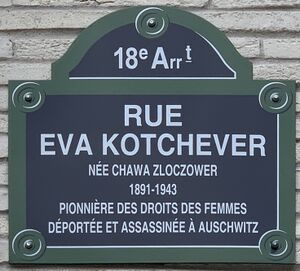 18e Arrt
RUE
EVA KOTCHEVER
NÉE CHAWA ZLOCZOWER
1891-1943
PIONNIÈRE DES DROITS DES FEMMES
DÉPORTÉE ET ASSASSINÉE À AUSCHWITZ